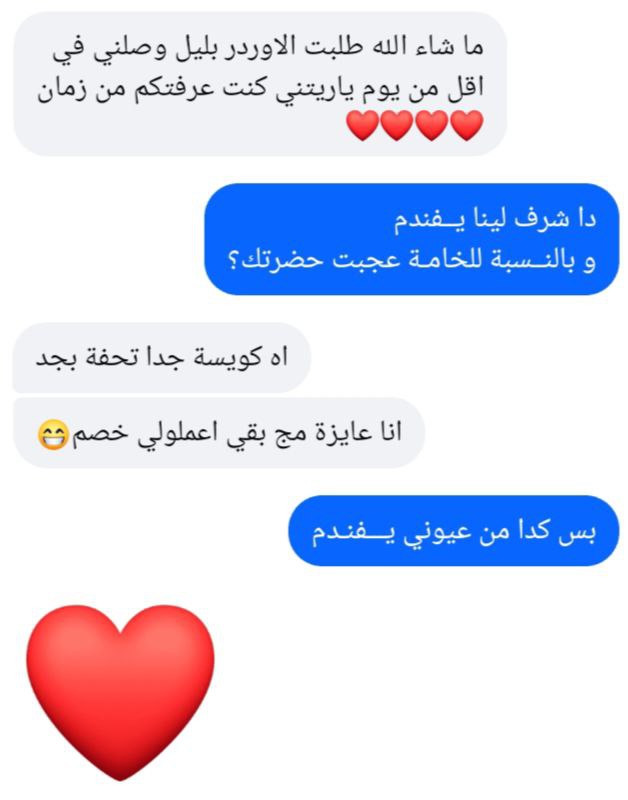 ما شاء الله طلبت الاوردر بليل وصلني في
اقل من يوم ياريتني كنت عرفتكم من زمان
❤️❤️❤️❤️
دا شرف لينا يــفندم
و بالنــسبة للخامـة عجبت حضرتك؟
اه كويسة جدا تحفة بجد
انا عايزة مج بقي اعملولي خصم😁
بس كدا من عيوني يـــفنـدم
❤️